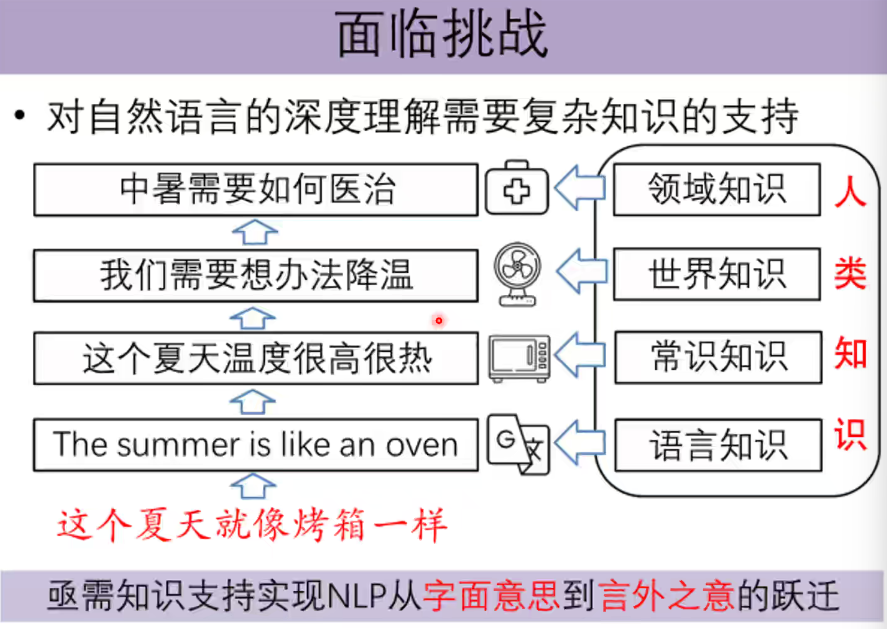 面临挑战
• 对自然语言的深度理解需要复杂知识的支持
中暑需要如何医治
领域知识
人
我们需要想办法降温
世界知识
类
这个夏天温度很高很热
常识知识
知
The summer is like an oven
G
文
语言知识
识
这个夏天就像烤箱一样
亟需知识支持实现NLP从字面意思到言外之意的跃迁